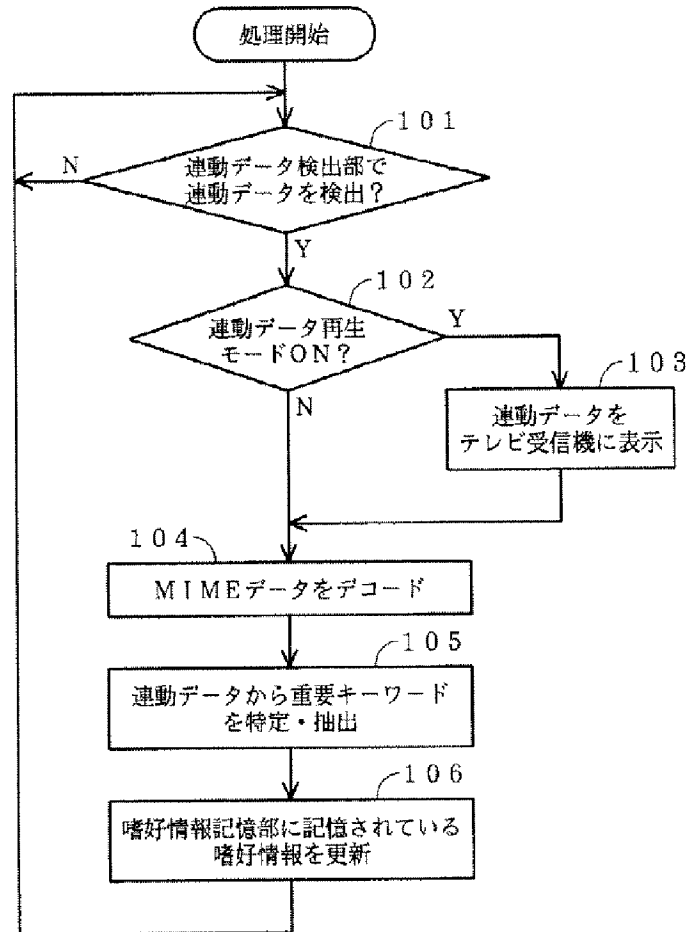 処理開始
101
連動データ検出部で
連動データを検出？
N
Y
102
連動データ再生
モードON？
Y
N
103
連動データを
テレビ受信機に表示
104
MIMEデータをデコード
105
連動データから重要キーワード
を特定・抽出
106
嗜好情報記憶部に記憶されている
嗜好情報を更新